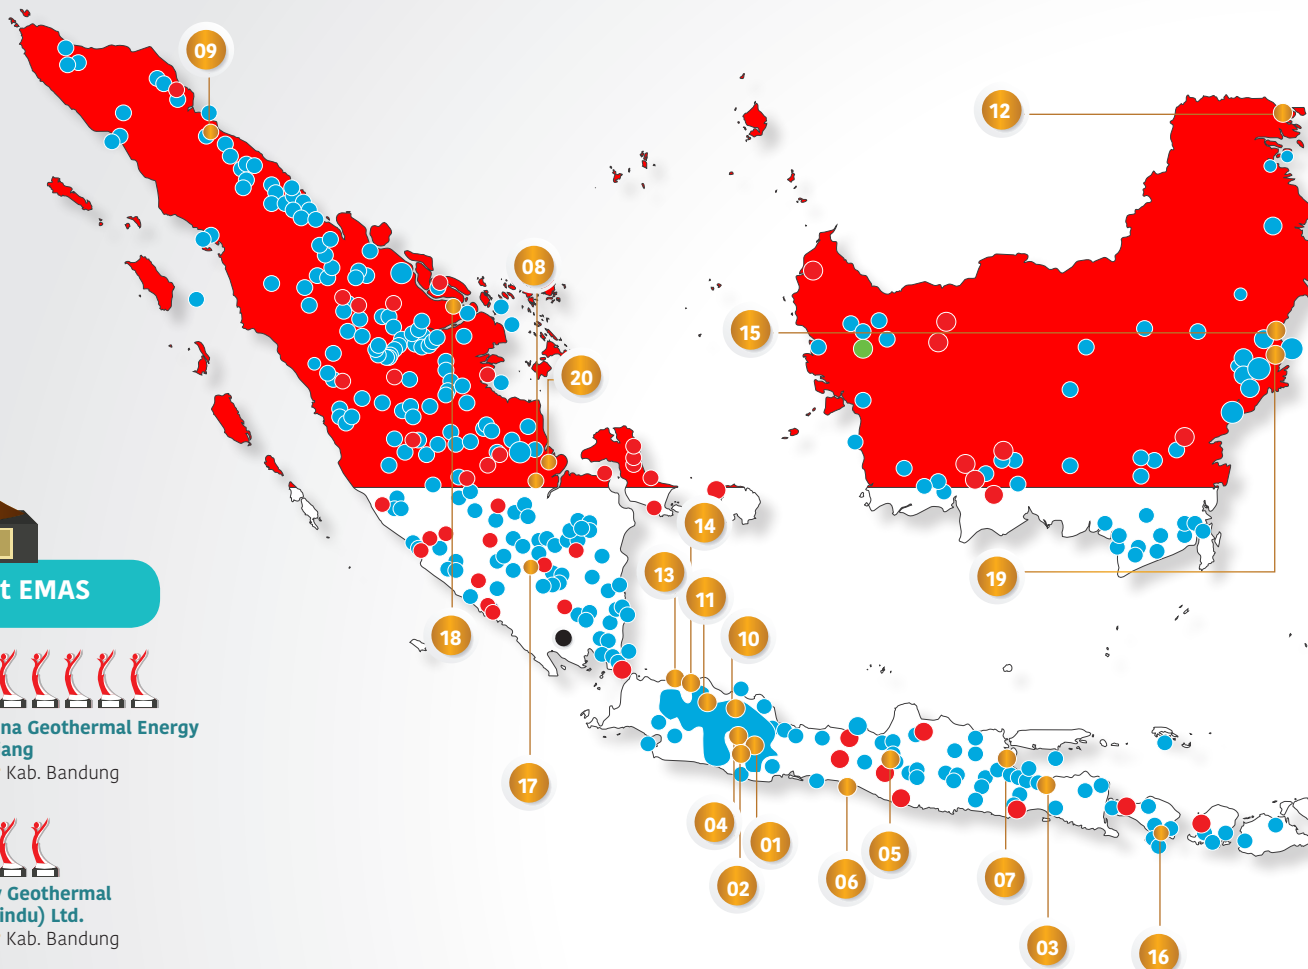 09
12
08
15
20
14
13
19
11
t EMAS
18
10
na Geothermal Energy
ang
Kab. Bandung
17
04
01
05
02
06
07
Geothermal
indu) Ltd.
Kab. Bandung
03
16